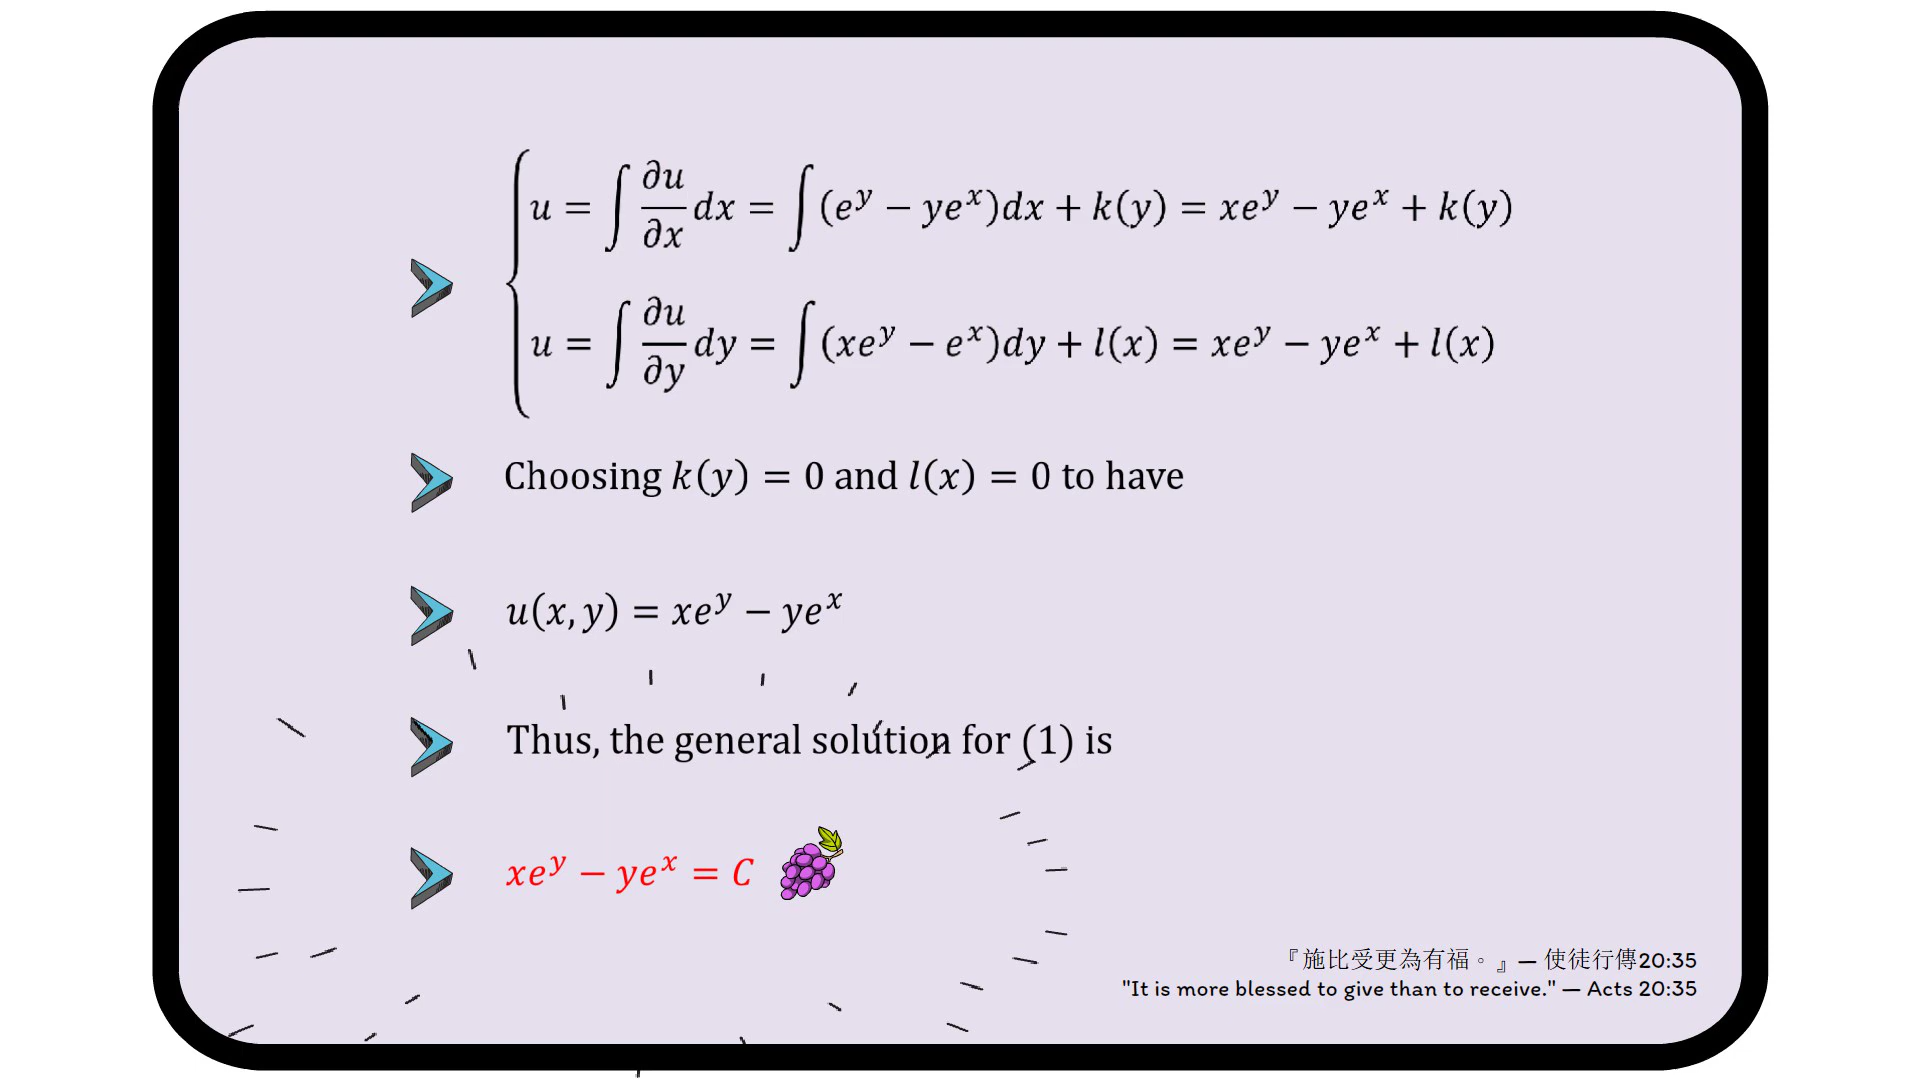 u = ∫ ∂u/∂x dx = ∫(e^y − ye^x)dx + k(y) = xe^y − ye^x + k(y)
u = ∫ ∂u/∂y dy = ∫(xe^y − e^x)dy + l(x) = xe^y − ye^x + l(x)
Choosing k(y) = 0 and l(x) = 0 to have
u(x, y) = xe^y − ye^x
Thus, the general solution for (1) is
xe^y − ye^x = C
『施比受更為有福。』— 使徒行傳20:35
"It is more blessed to give than to receive." — Acts 20:35